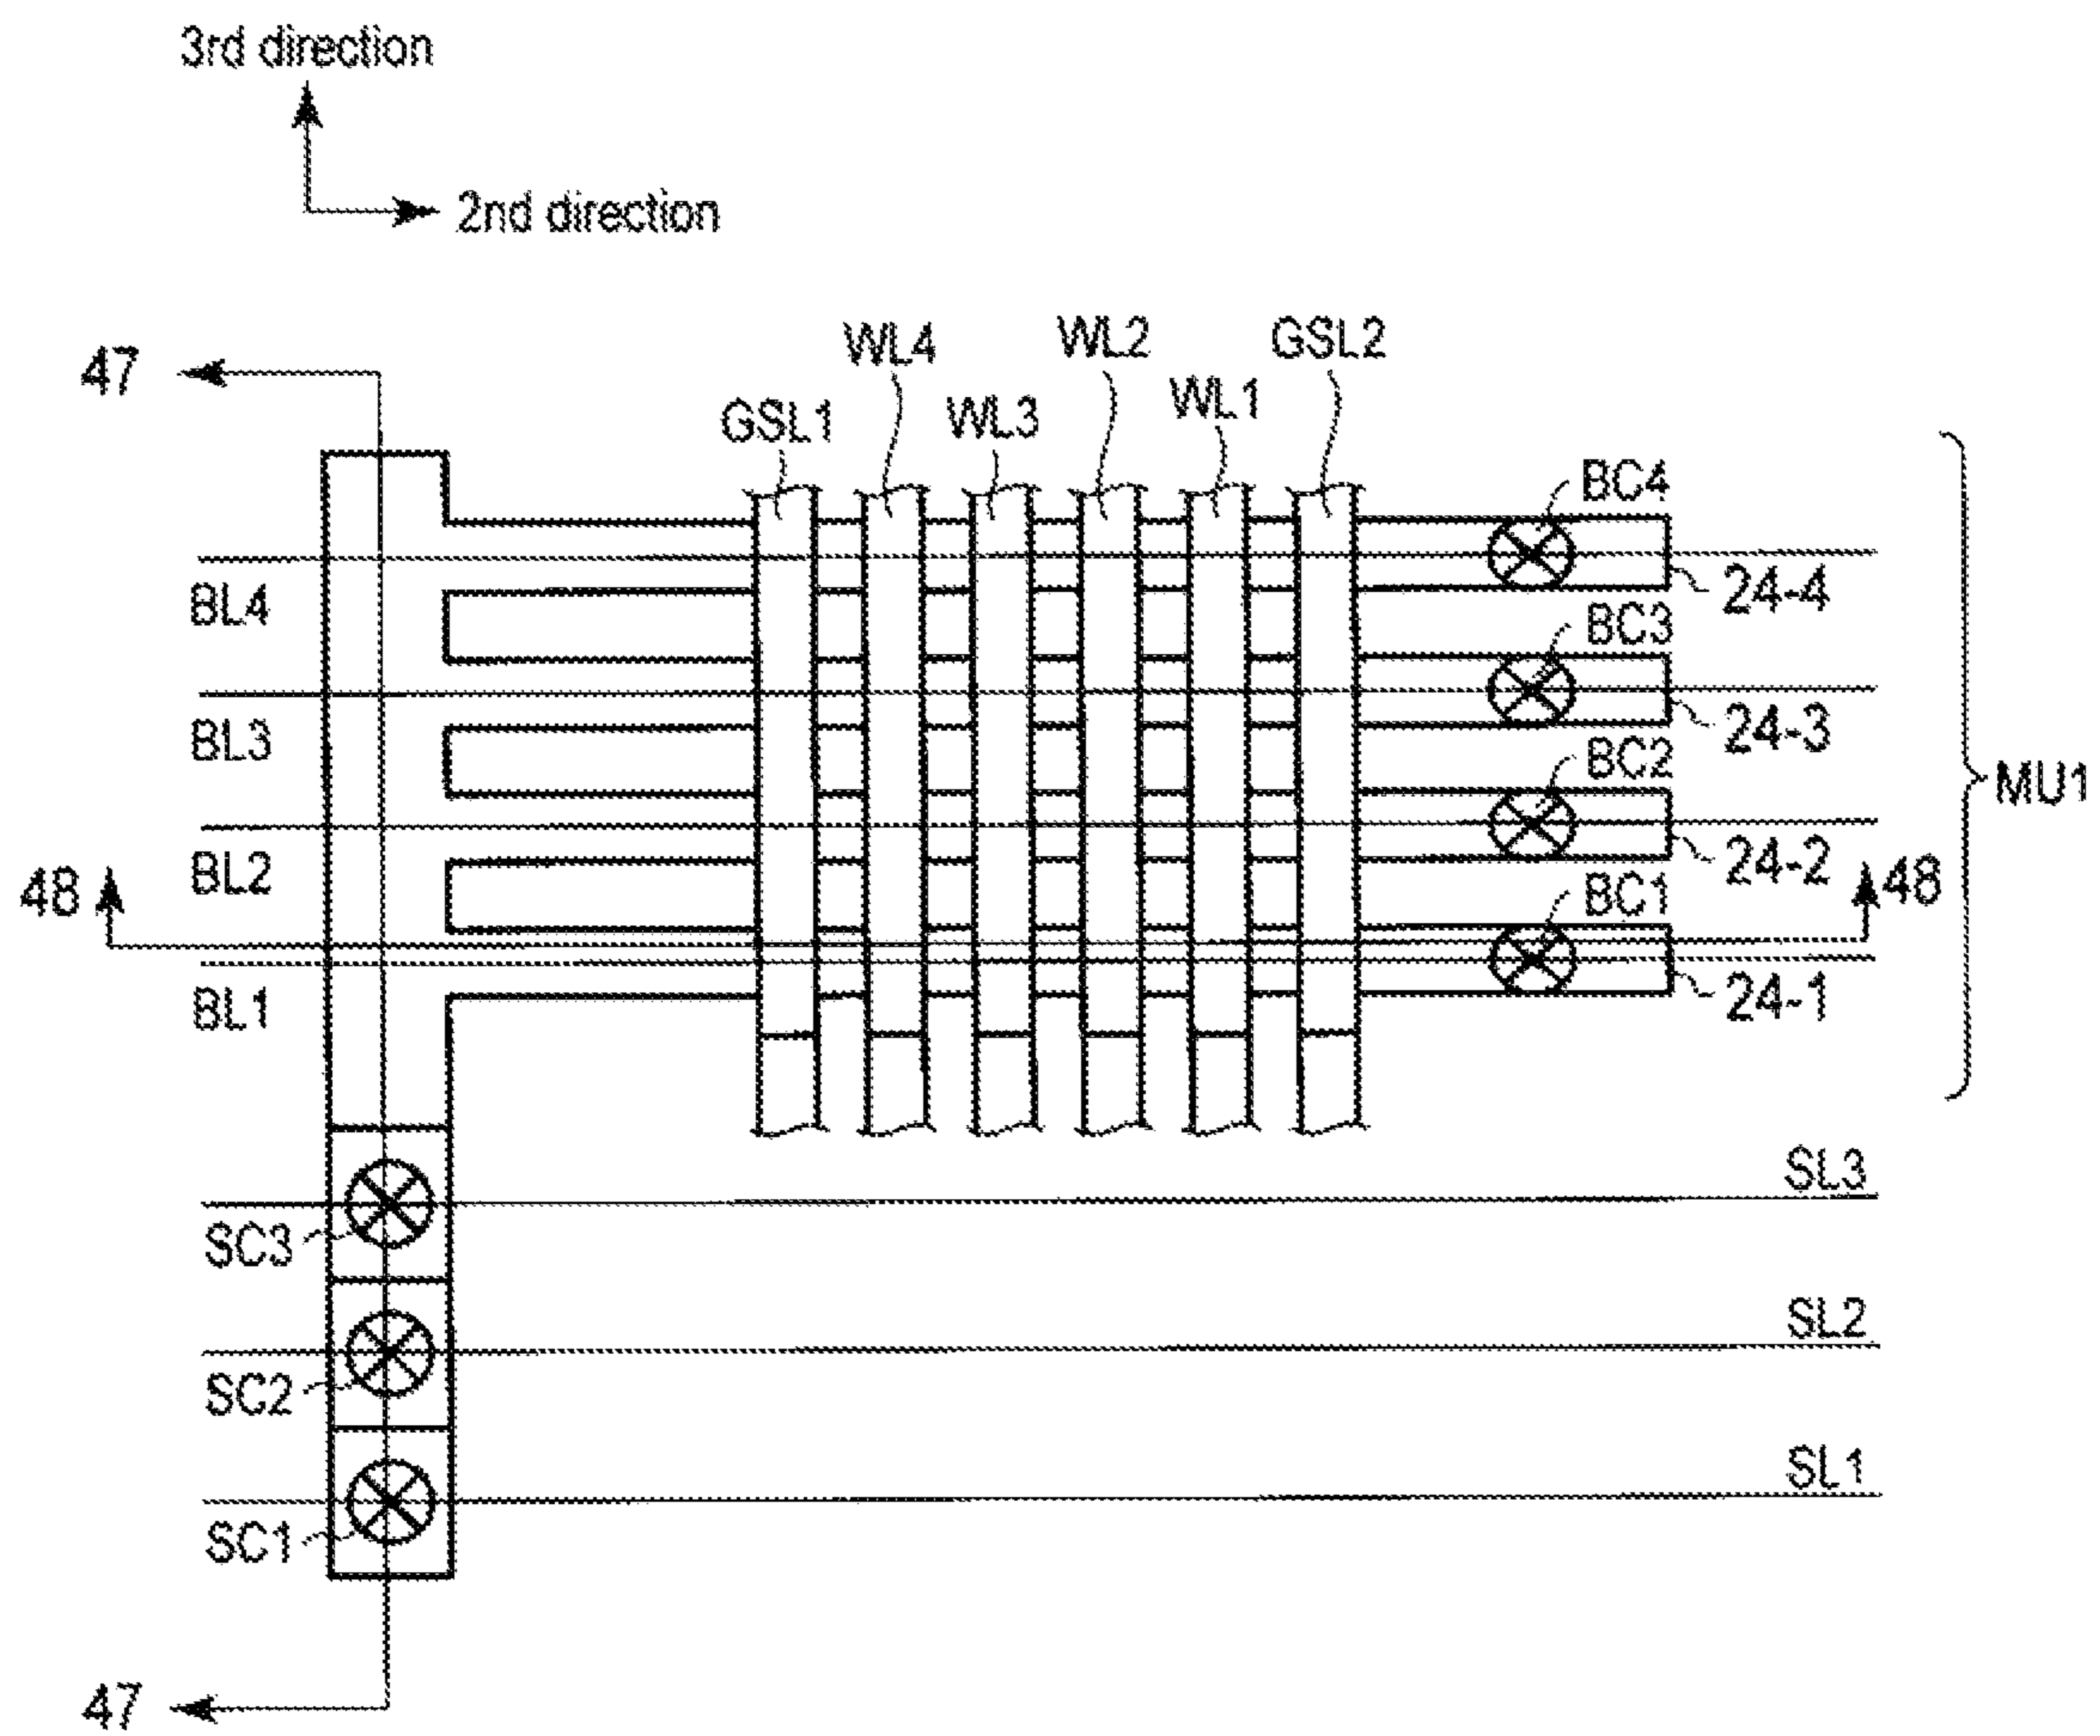 3rd direction
2nd direction
47
GSL1
WL4
WL3
WL2
WL1
GSL2
BC4
BL4
24-4
BC3
BL3
24-3
BC2
MU1
BL2
24-2
48
48
BC1
BL1
24-1
SL3
SC3
SL2
SC2
SL1
SC1
47